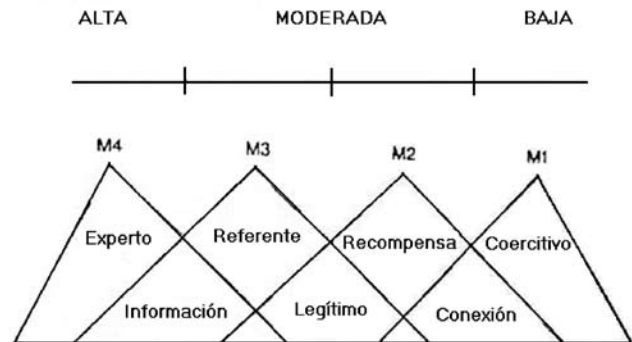 ALTA MODERADA BAJA
M4 M3 M2 M1
Experto Referente Recompensa Coercitivo
Información Legítimo Conexión